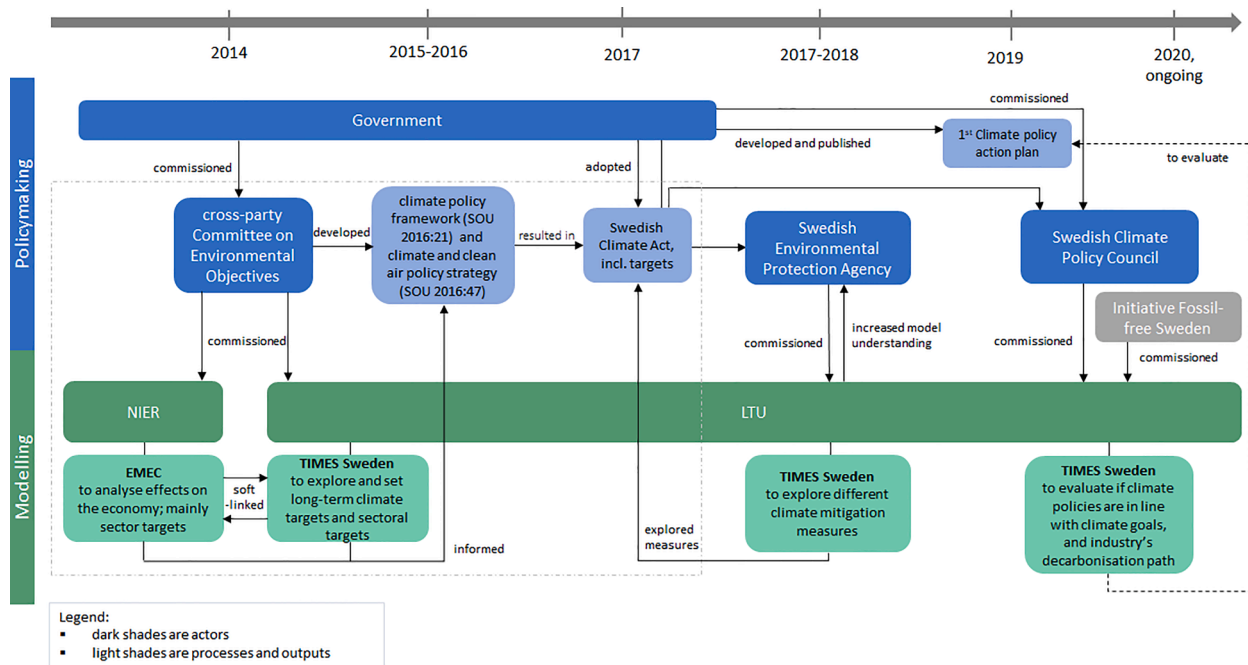 2014
2015-2016
2017
2017-2018
2019
2020,
ongoing
Policymaking
Government
commissioned
adopted
developed and published
commissioned
1st Climate policy
action plan
to evaluate
cross-party
Committee on
Environmental
Objectives
developed
climate policy
framework (SOU
2016:21) and
climate and clean
air policy strategy
(SOU 2016:47)
resulted in
Swedish
Climate Act,
incl. targets
Swedish
Environmental
Protection Agency
Swedish Climate
Policy Council
Initiative Fossil-
free Sweden
commissioned
commissioned
increased model
understanding
commissioned
commissioned
Modelling
NIER
LTU
EMEC
to analyse effects on
the economy; mainly
sector targets
soft
-linked
TIMES Sweden
to explore and set
long-term climate
targets and sectoral
targets
informed
explored
measures
TIMES Sweden
to explore different
climate mitigation
measures
TIMES Sweden
to evaluate if climate
policies are in line
with climate goals,
and industry's
decarbonisation path
Legend:
▪ dark shades are actors
▪ light shades are processes and outputs